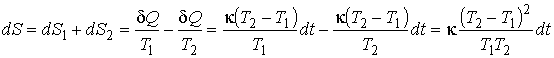 dS = dS₁ + dS₂ = δQ/T₁ − δQ/T₂ = κ(T₂ − T₁)/T₁ dt − κ(T₂ − T₁)/T₂ dt = κ (T₂ − T₁)²/T₁T₂ dt